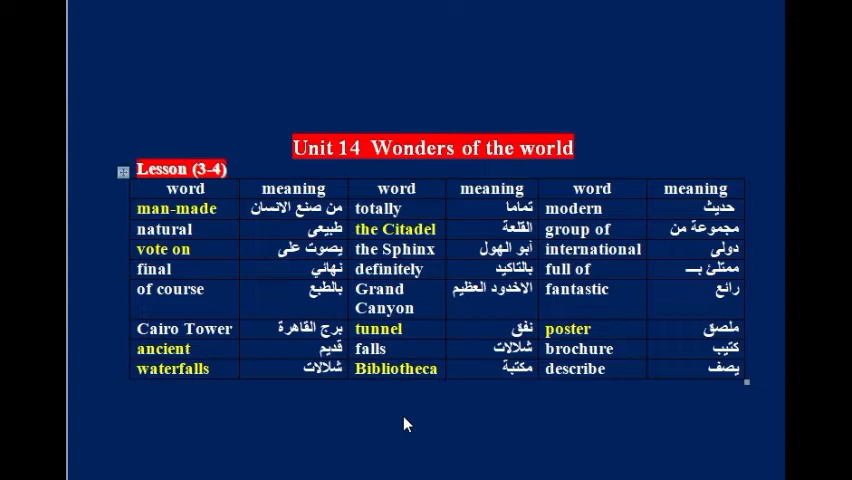 Unit 14 Wonders of the world
Lesson (3-4)
word meaning word meaning word meaning
man-made من صنع الانسان totally تماما modern حديث
natural طبيعى the Citadel القلعة group of مجموعة من
vote on يصوت على the Sphinx أبو الهول international دولى
final نهائي definitely بالتاكيد full of ممتلئ بــ
of course بالطبع Grand Canyon الاخدود العظيم fantastic رائع
Cairo Tower برج القاهرة tunnel نفق poster ملصق
ancient قديم falls شلالات brochure كتيب
waterfalls شلالات Bibliotheca مكتبة describe يصف